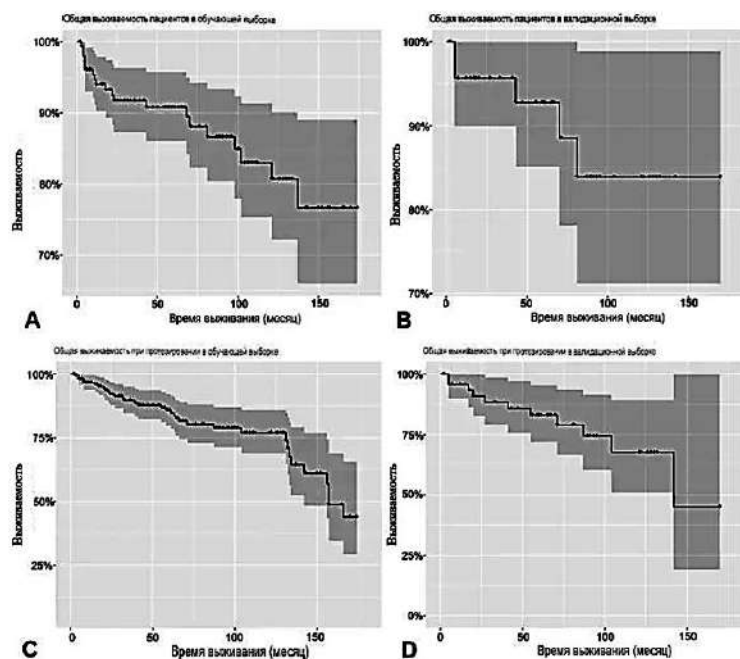 Общая выживаемость пациентов в обучающей выборке
100%
90%
80%
70%
Выживаемость
0 50 100 150
Время выживания (месяц)
A
Общая выживаемость пациентов в валидационной выборке
100%
90%
80%
70%
Выживаемость
0 50 100 150
Время выживания (месяц)
B
Общая выживаемость при протезировании в обучающей выборке
100%
75%
50%
25%
Выживаемость
0 50 100 150
Время выживания (месяц)
C
Общая выживаемость при протезировании в валидационной выборке
100%
75%
50%
25%
0%
Выживаемость
0 50 100 150
Время выживания (месяц)
D